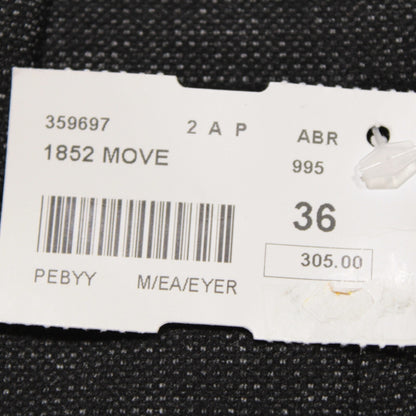 359697 2 A P ABR
1852 MOVE 995
36
305.00
PEBYY M/EA/EYER